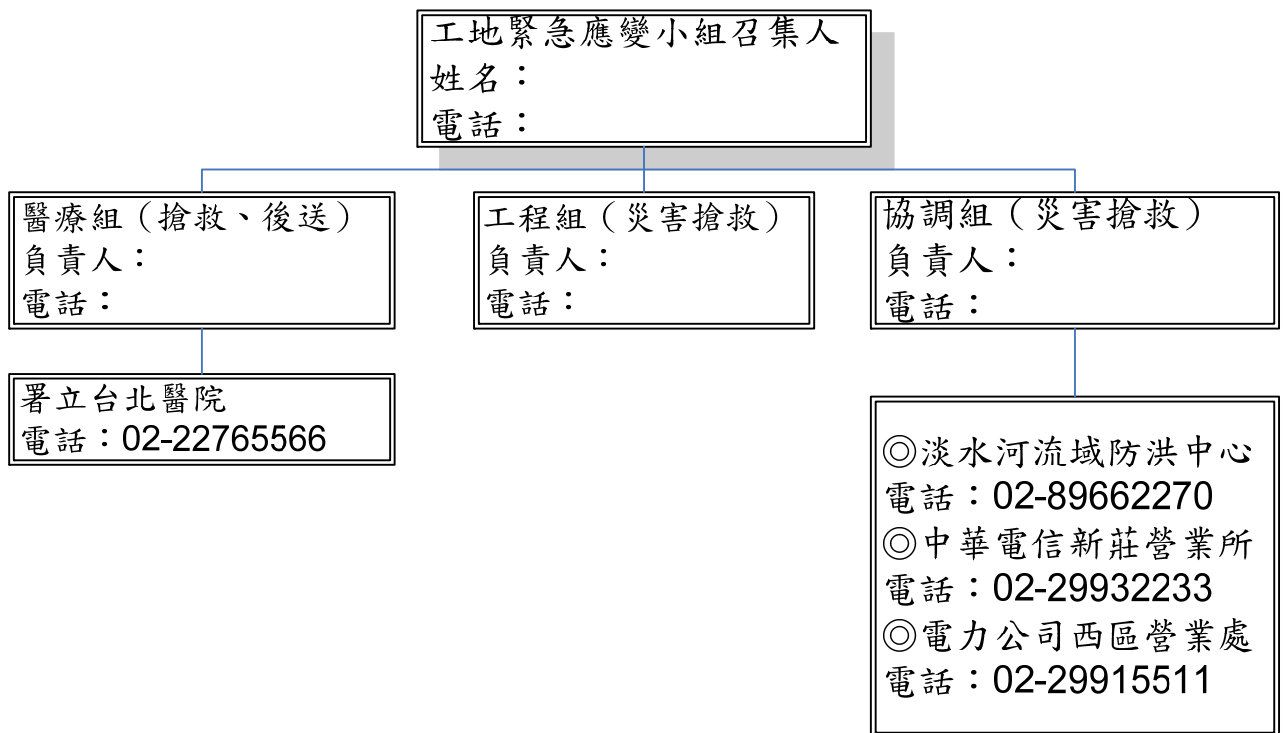 工地緊急應變小組召集人
姓名：
電話：
醫療組（搶救、後送）
負責人：
電話：
工程組（災害搶救）
負責人：
電話：
協調組（災害搶救）
負責人：
電話：
署立台北醫院
電話：02-22765566
◎淡水河流域防洪中心
電話：02-89662270
◎中華電信新莊營業所
電話：02-29932233
◎電力公司西區營業處
電話：02-29915511